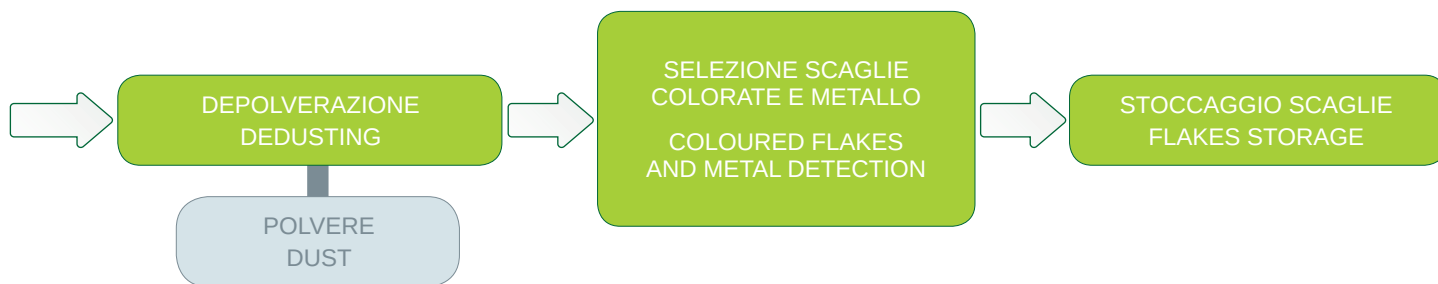 DEPOLVERAZIONE
DEDUSTING
POLVERE
DUST
SELEZIONE SCAGLIE
COLORATE E METALLO
COLOURED FLAKES
AND METAL DETECTION
STOCCAGGIO SCAGLIE
FLAKES STORAGE